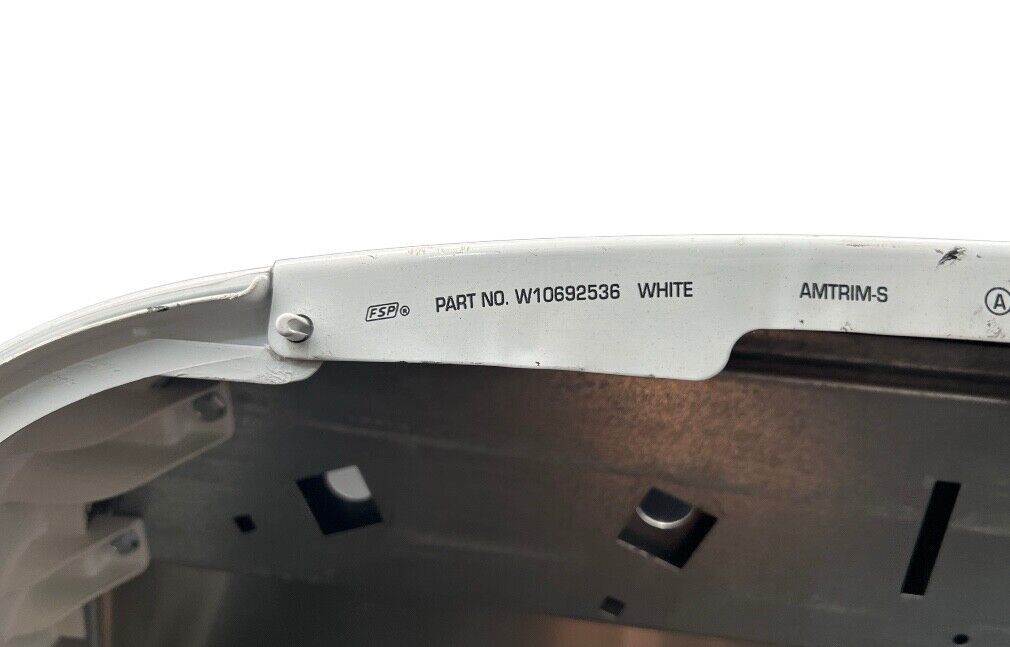 FSP® PART NO. W10692536 WHITE AMTRIM-S A